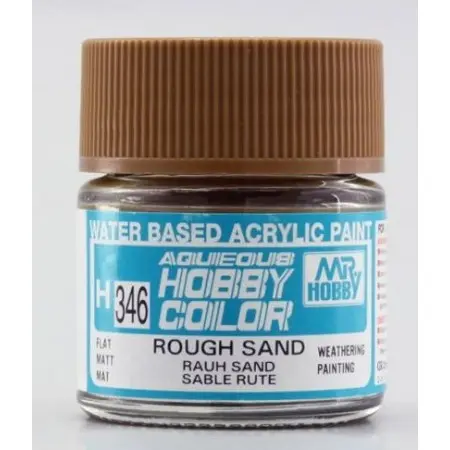 WATER BASED ACRYLIC PAINT
AQUEOUS
HOBBY
COLOR
MR
HOBBY
H 346
FLAT
MATT
MAT
ROUGH SAND
RAUH SAND
SABLE RUTE
WEATHERING
PAINTING